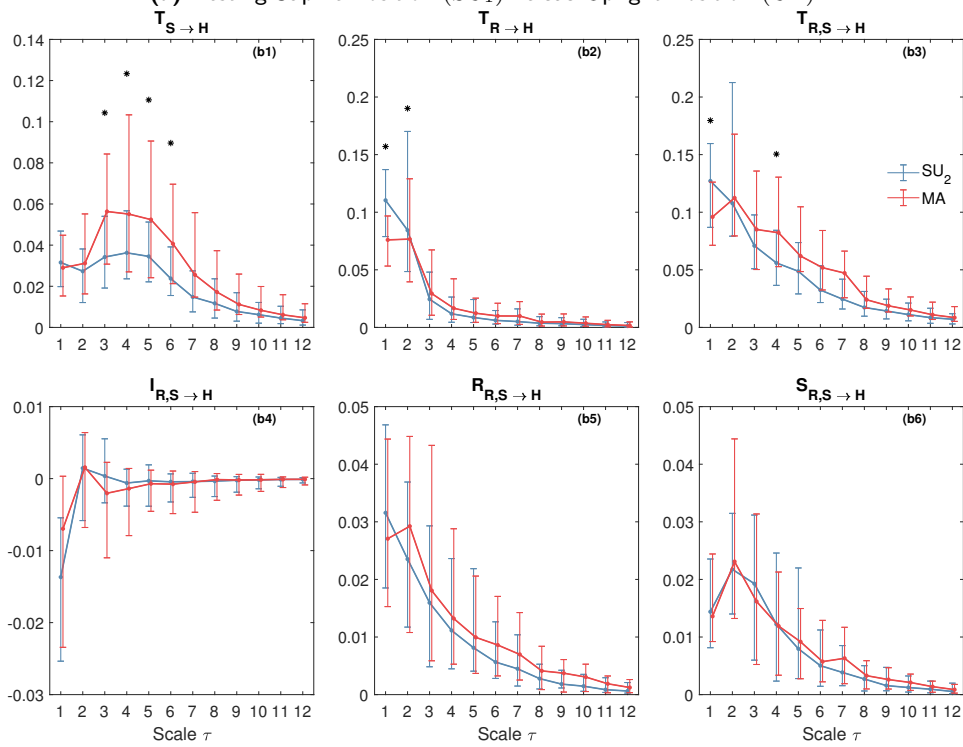 T_{S → H}
T_{R → H}
T_{R,S → H}
(b1)
(b2)
(b3)
0.14
0.12
0.1
0.08
0.06
0.04
0.02
0
0.25
0.2
0.15
0.1
0.05
0
0.25
0.2
0.15
0.1
0.05
0
SU_2
MA
1 2 3 4 5 6 7 8 9 10 11 12
1 2 3 4 5 6 7 8 9 10 11 12
1 2 3 4 5 6 7 8 9 10 11 12
I_{R,S → H}
R_{R,S → H}
S_{R,S → H}
(b4)
(b5)
(b6)
0.01
0
-0.01
-0.02
-0.03
0.05
0.04
0.03
0.02
0.01
0
0.05
0.04
0.03
0.02
0.01
0
1 2 3 4 5 6 7 8 9 10 11 12
1 2 3 4 5 6 7 8 9 10 11 12
1 2 3 4 5 6 7 8 9 10 11 12
Scale τ
Scale τ
Scale τ